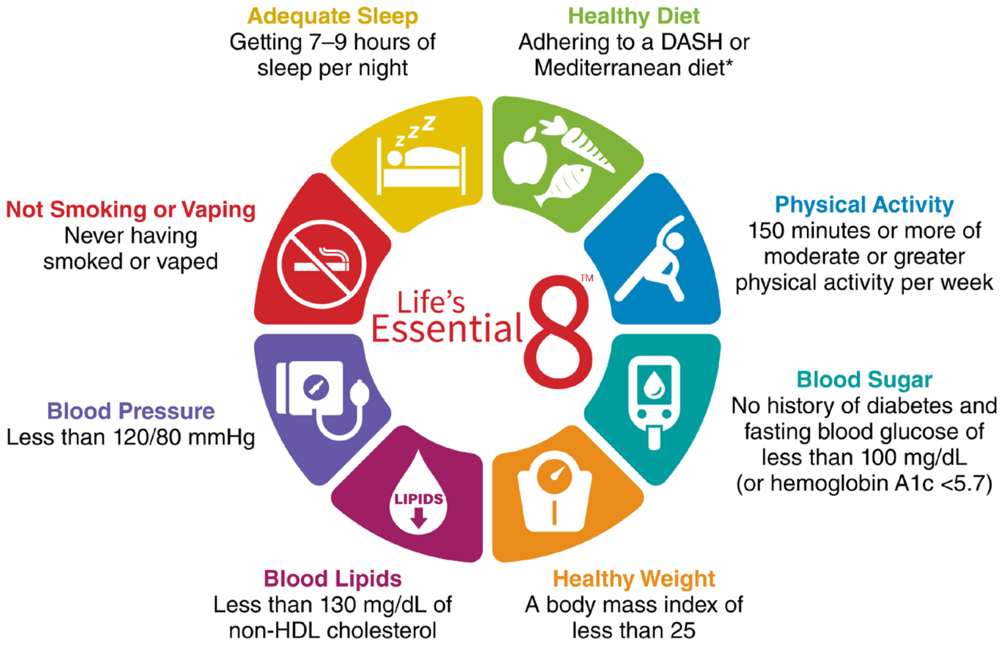 Adequate Sleep
Getting 7–9 hours of
sleep per night
Healthy Diet
Adhering to a DASH or
Mediterranean diet*
z z Z
Not Smoking or Vaping
Never having
smoked or vaped
Physical Activity
150 minutes or more of
moderate or greater
physical activity per week
Life's
Essential 8™
Blood Pressure
Less than 120/80 mmHg
Blood Sugar
No history of diabetes and
fasting blood glucose of
less than 100 mg/dL
(or hemoglobin A1c <5.7)
LIPIDS
Blood Lipids
Less than 130 mg/dL of
non-HDL cholesterol
Healthy Weight
A body mass index of
less than 25